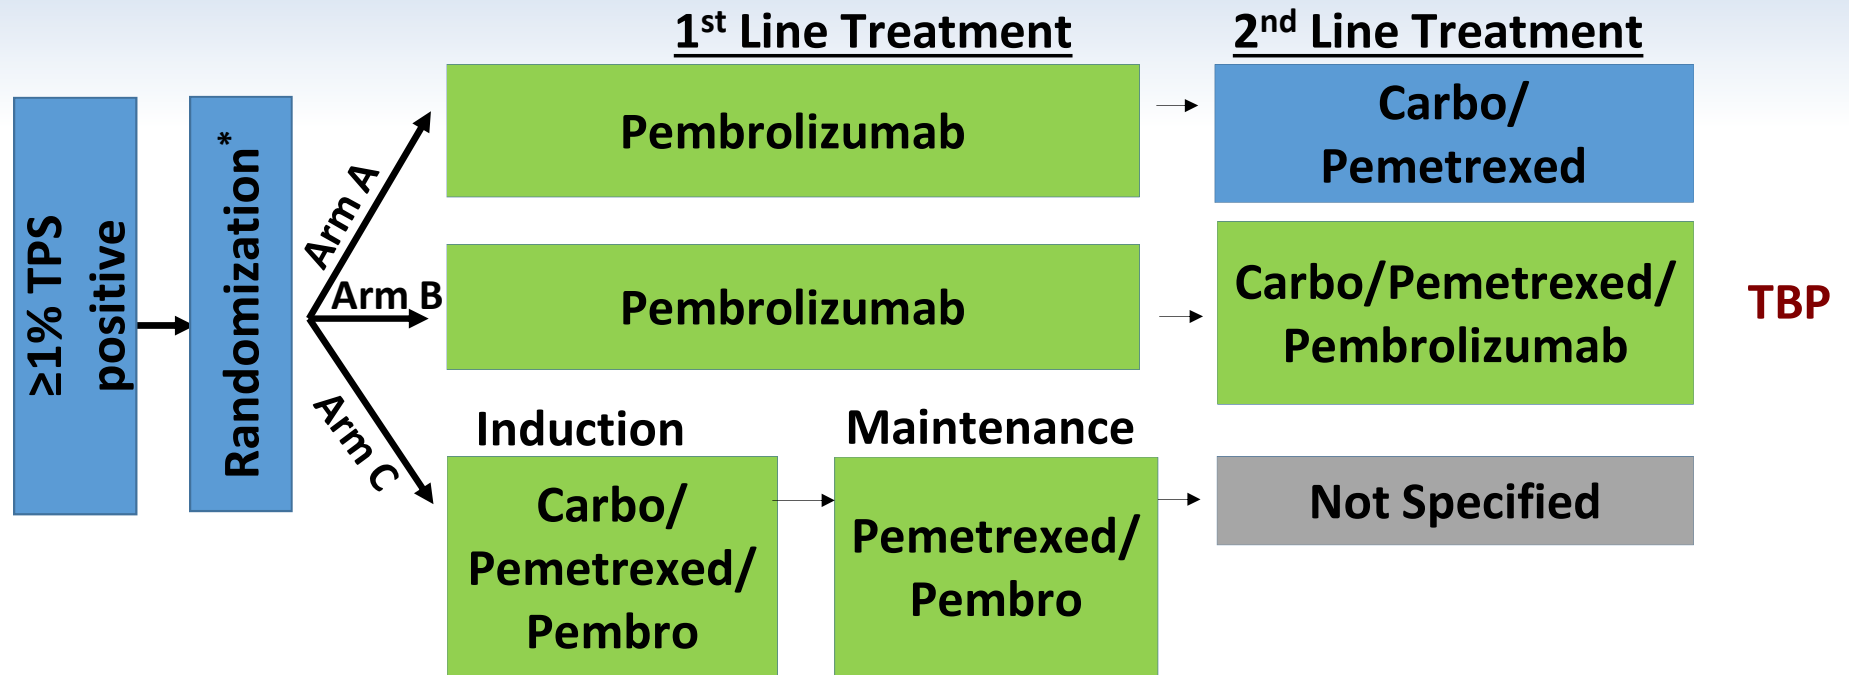 1st Line Treatment
2nd Line Treatment
≥1% TPS
positive
Randomization*
Arm A
Pembrolizumab
Carbo/
Pemetrexed
Arm B
Pembrolizumab
Carbo/Pemetrexed/
Pembrolizumab
TBP
Arm C
Induction
Carbo/
Pemetrexed/
Pembro
Maintenance
Pemetrexed/
Pembro
Not Specified